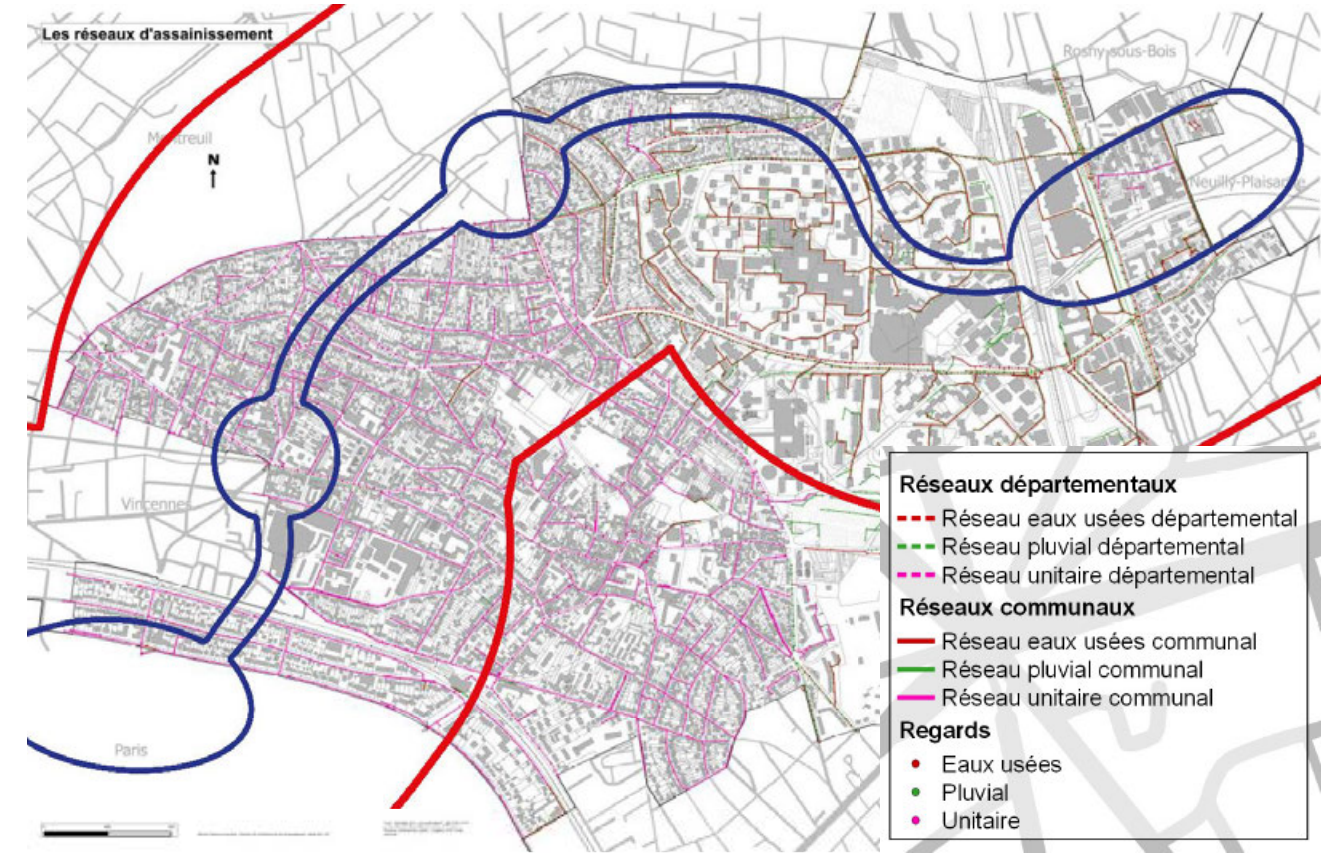 Les réseaux d'assainissement
Rosny-sous-Bois
Montreuil
N
Neuilly-Plaisance
Vincennes
Paris
Réseaux départementaux
Réseau eaux usées départemental
Réseau pluvial départemental
Réseau unitaire départemental
Réseaux communaux
Réseau eaux usées communal
Réseau pluvial communal
Réseau unitaire communal
Regards
Eaux usées
Pluvial
Unitaire